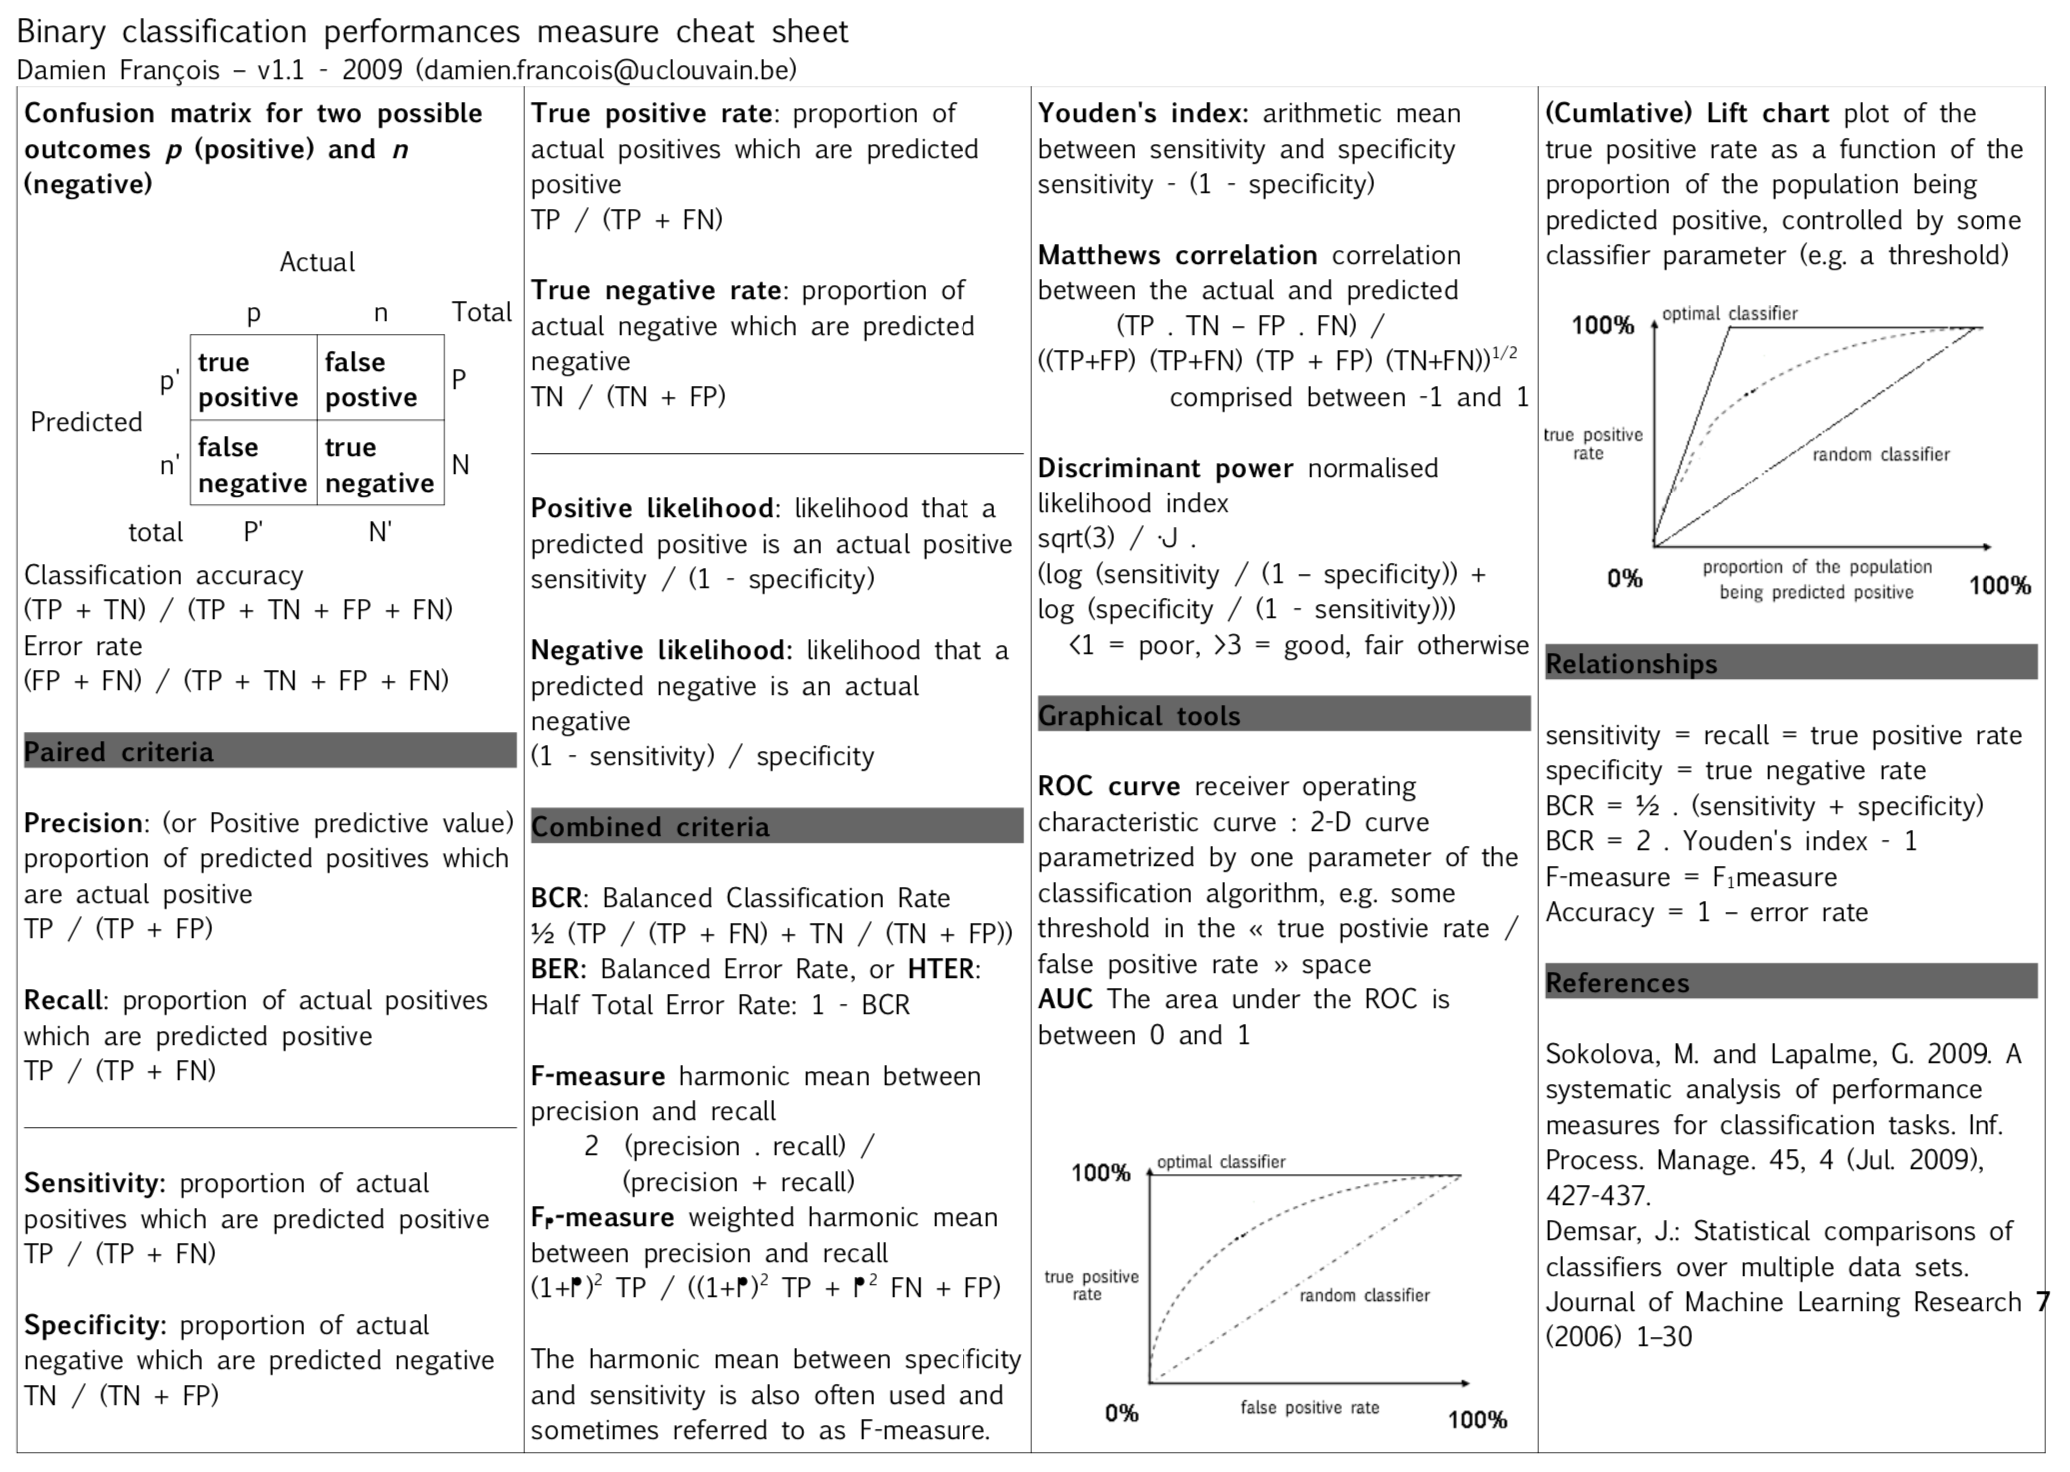 Binary classification performances measure cheat sheet
Damien François – v1.1 - 2009 (damien.francois@uclouvain.be)
Confusion matrix for two possible
outcomes p (positive) and n
(negative)
Actual
p n Total
p' true positive false postive P
Predicted
n' false negative true negative N
total P' N'
Classification accuracy
(TP + TN) / (TP + TN + FP + FN)
Error rate
(FP + FN) / (TP + TN + FP + FN)
Paired criteria
Precision: (or Positive predictive value)
proportion of predicted positives which
are actual positive
TP / (TP + FP)
Recall: proportion of actual positives
which are predicted positive
TP / (TP + FN)
Sensitivity: proportion of actual
positives which are predicted positive
TP / (TP + FN)
Specificity: proportion of actual
negative which are predicted negative
TN / (TN + FP)
True positive rate: proportion of
actual positives which are predicted
positive
TP / (TP + FN)
True negative rate: proportion of
actual negative which are predicted
negative
TN / (TN + FP)
Positive likelihood: likelihood that a
predicted positive is an actual positive
sensitivity / (1 - specificity)
Negative likelihood: likelihood that a
predicted negative is an actual
negative
(1 - sensitivity) / specificity
Combined criteria
BCR: Balanced Classification Rate
½ (TP / (TP + FN) + TN / (TN + FP))
BER: Balanced Error Rate, or HTER:
Half Total Error Rate: 1 - BCR
F-measure harmonic mean between
precision and recall
2 (precision . recall) /
(precision + recall)
F-measure weighted harmonic mean
between precision and recall
(1+)² TP / ((1+)² TP + ² FN + FP)
The harmonic mean between specificity
and sensitivity is also often used and
sometimes referred to as F-measure.
Youden's index: arithmetic mean
between sensitivity and specificity
sensitivity - (1 - specificity)
Matthews correlation correlation
between the actual and predicted
(TP . TN – FP . FN) /
((TP+FP) (TP+FN) (TP + FP) (TN+FN))^1/2
comprised between -1 and 1
Discriminant power normalised
likelihood index
sqrt(3) / ·J .
(log (sensitivity / (1 – specificity)) +
log (specificity / (1 - sensitivity)))
<1 = poor, >3 = good, fair otherwise
Graphical tools
ROC curve receiver operating
characteristic curve : 2-D curve
parametrized by one parameter of the
classification algorithm, e.g. some
threshold in the « true postivie rate /
false positive rate » space
AUC The area under the ROC is
between 0 and 1
100% optimal classifier
true positive
rate
random classifier
0% false positive rate 100%
(Cumlative) Lift chart plot of the
true positive rate as a function of the
proportion of the population being
predicted positive, controlled by some
classifier parameter (e.g. a threshold)
optimal classifier
100%
true positive
rate
random classifier
0% proportion of the population
being predicted positive 100%
Relationships
sensitivity = recall = true positive rate
specificity = true negative rate
BCR = ½ . (sensitivity + specificity)
BCR = 2 . Youden's index - 1
F-measure = F₁measure
Accuracy = 1 – error rate
References
Sokolova, M. and Lapalme, G. 2009. A
systematic analysis of performance
measures for classification tasks. Inf.
Process. Manage. 45, 4 (Jul. 2009),
427-437.
Demsar, J.: Statistical comparisons of
classifiers over multiple data sets.
Journal of Machine Learning Research 7
(2006) 1–30